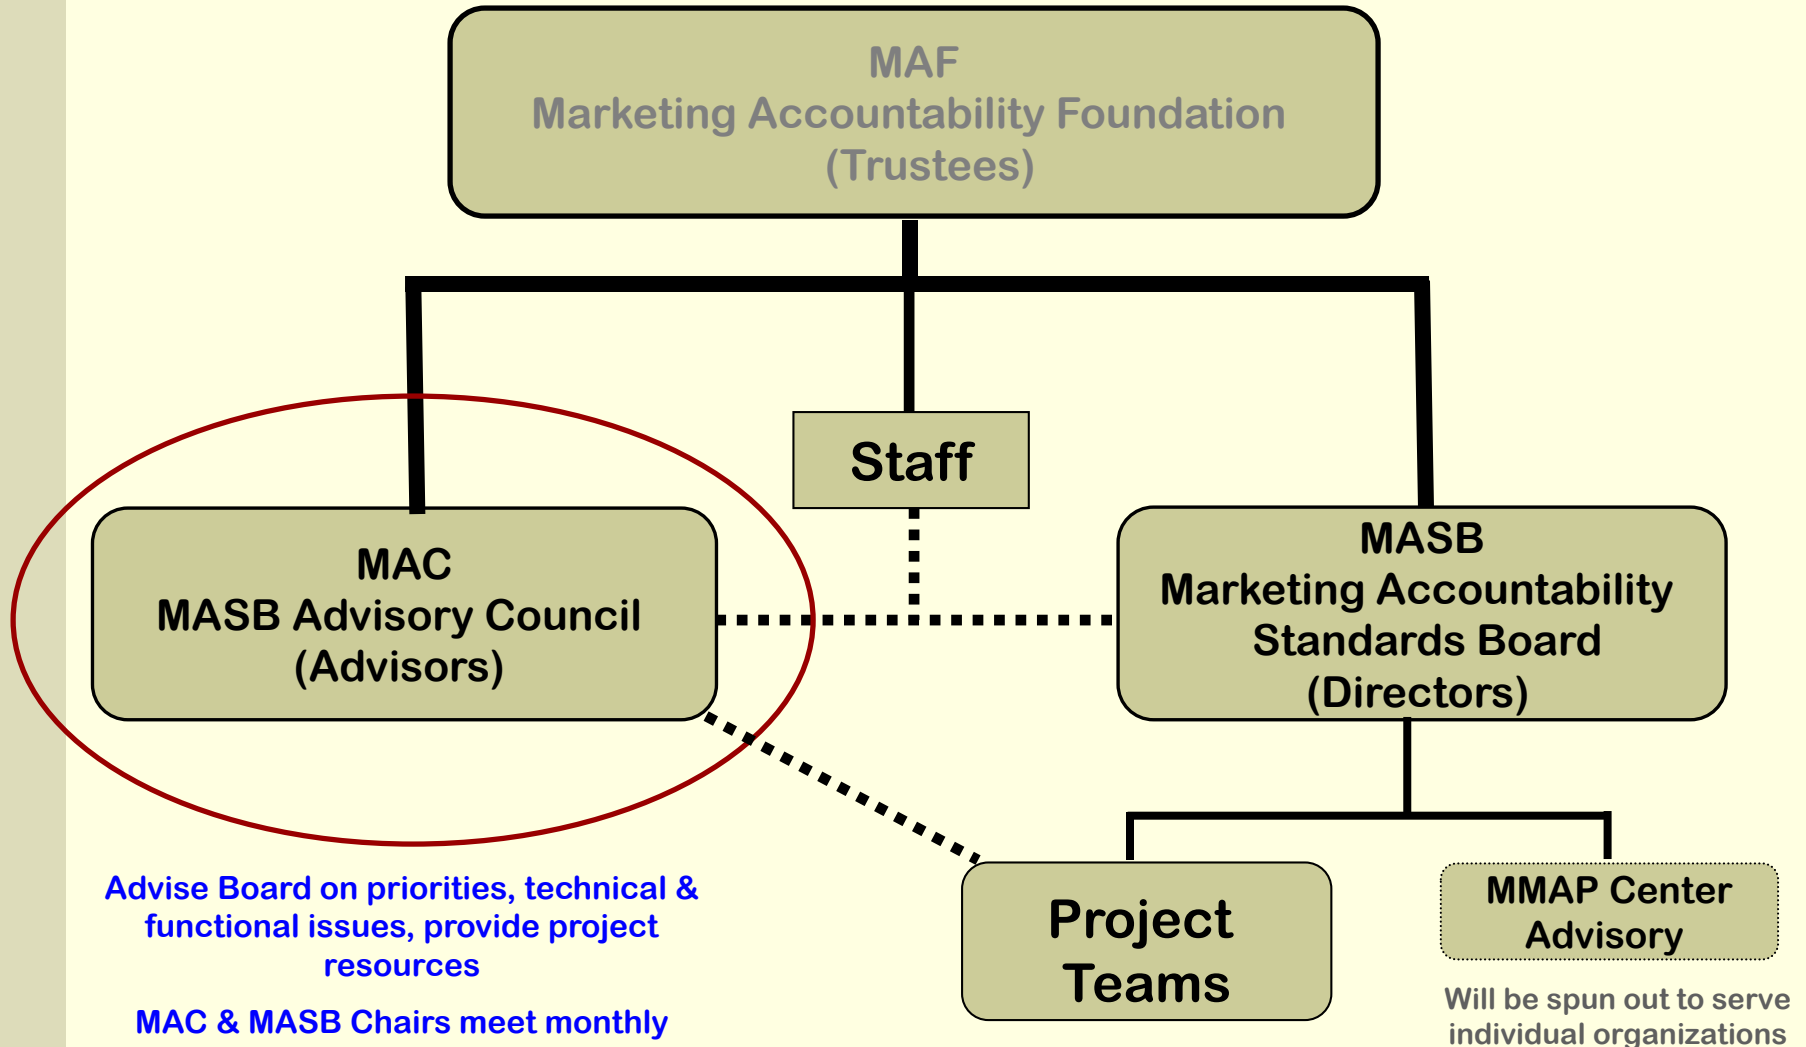 MAF
Marketing Accountability Foundation
(Trustees)
Staff
MAC
MASB Advisory Council
(Advisors)
MASB
Marketing Accountability
Standards Board
(Directors)
Advise Board on priorities, technical &
functional issues, provide project
resources
MAC & MASB Chairs meet monthly
Project
Teams
MMAP Center
Advisory
Will be spun out to serve
individual organizations